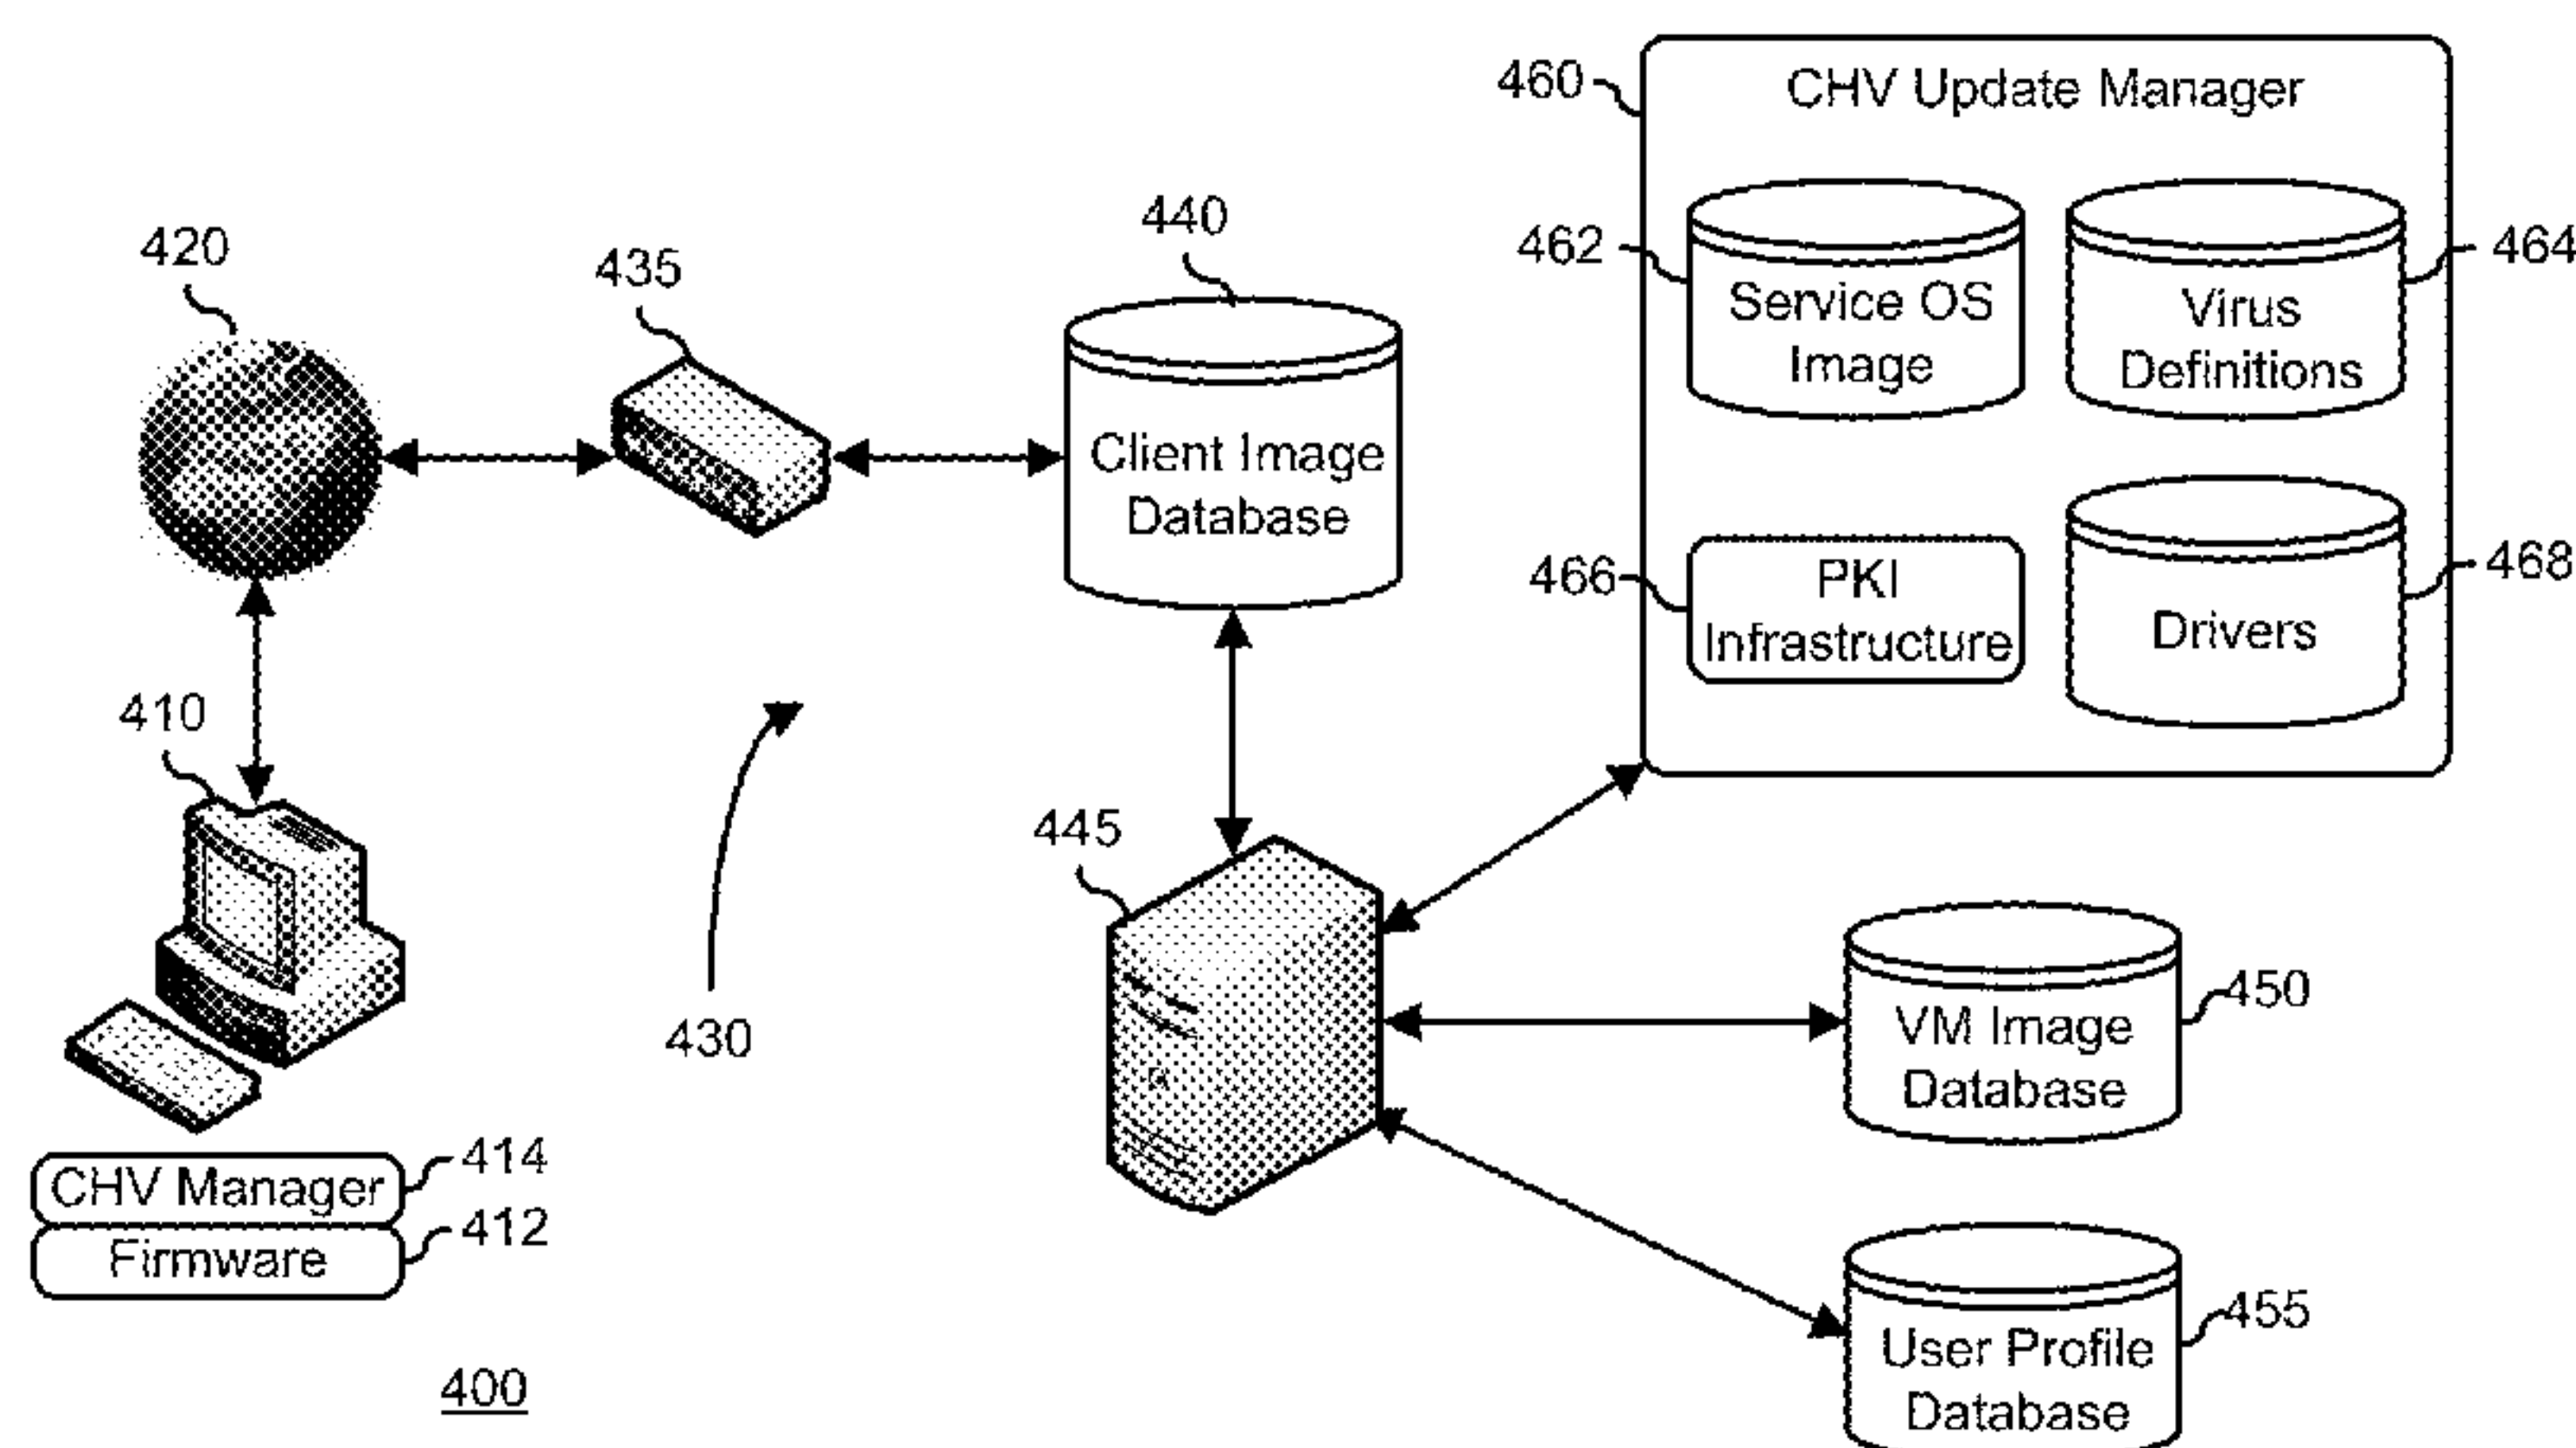 460
CHV Update Manager
462
Service OS
Image
464
Virus
Definitions
466
PKI
Infrastructure
468
Drivers
420
435
440
Client Image
Database
410
430
445
450
VM Image
Database
455
User Profile
Database
CHV Manager
414
Firmware
412
400